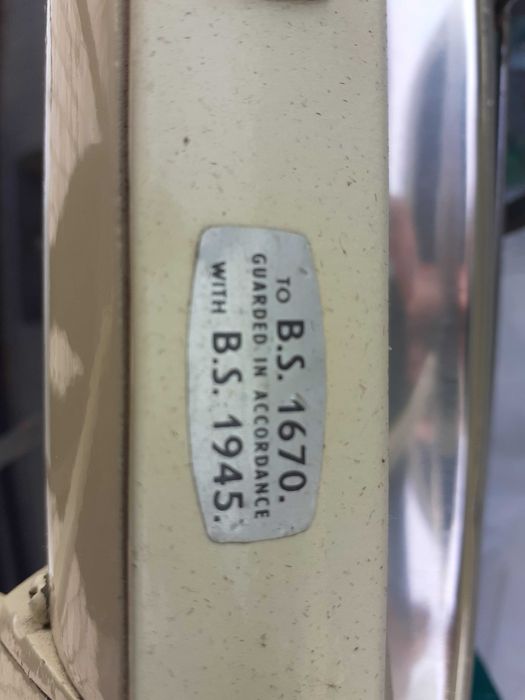 TO B.S. 1670.
GUARDED IN ACCORDANCE
WITH B.S. 1945.